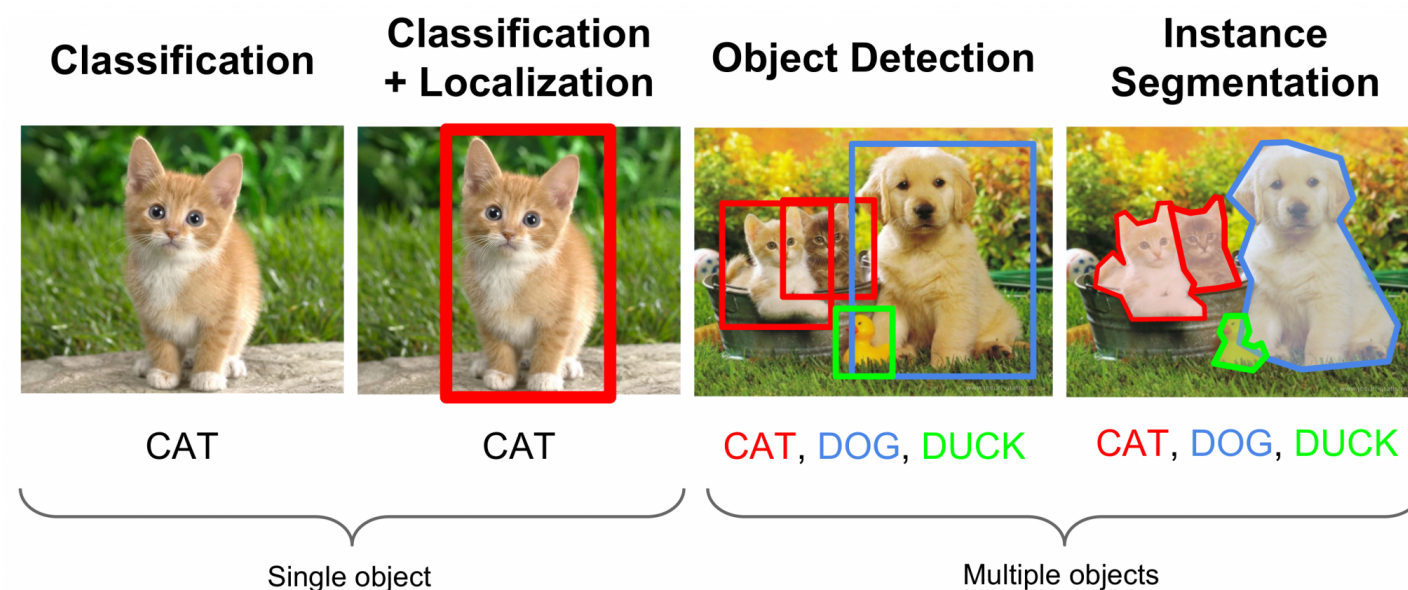 Classification
Classification
+ Localization
Object Detection
Instance
Segmentation
CAT
CAT
CAT, DOG, DUCK
CAT, DOG, DUCK
Single object
Multiple objects